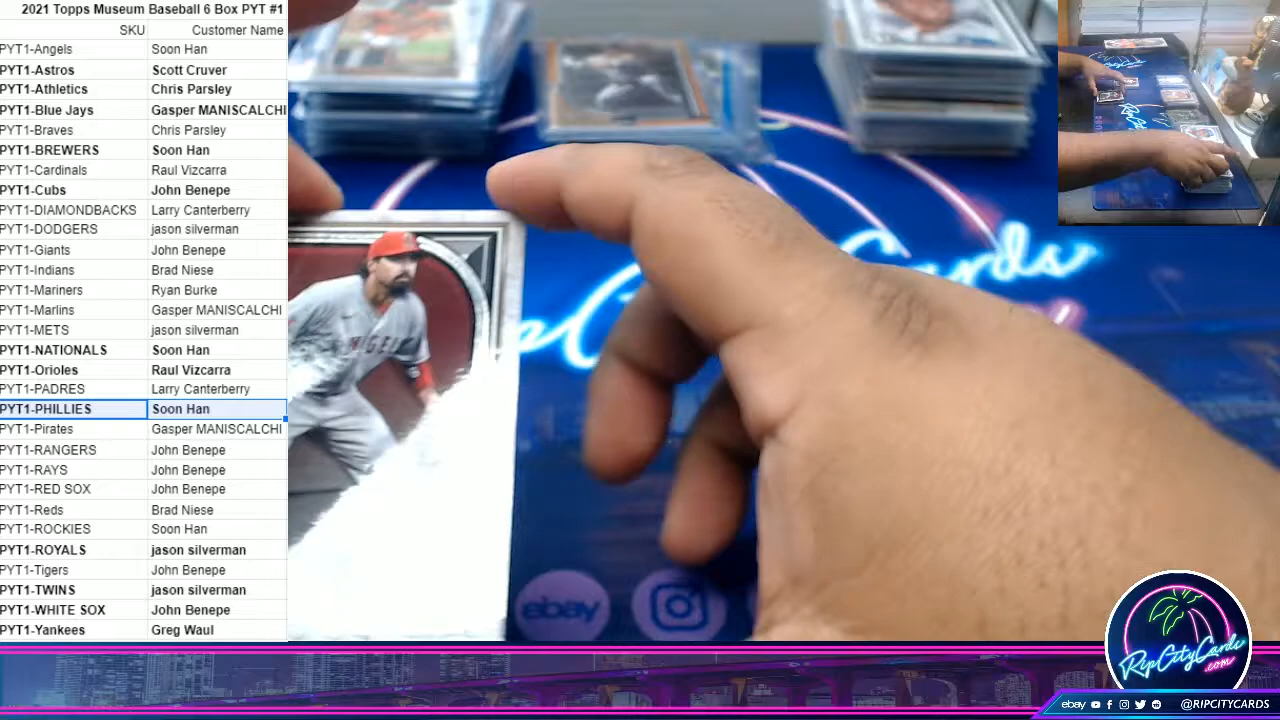 2021 Topps Museum Baseball 6 Box PYT #1
SKU Customer Name
PYT1-Angels Soon Han
PYT1-Astros Scott Cruver
PYT1-Athletics Chris Parsley
PYT1-Blue Jays Gasper MANISCALCHI
PYT1-Braves Chris Parsley
PYT1-BREWERS Soon Han
PYT1-Cardinals Raul Vizcarra
PYT1-Cubs John Benepe
PYT1-DIAMONDBACKS Larry Canterberry
PYT1-DODGERS jason silverman
PYT1-Giants John Benepe
PYT1-Indians Brad Niese
PYT1-Mariners Ryan Burke
PYT1-Marlins Gasper MANISCALCHI
PYT1-METS jason silverman
PYT1-NATIONALS Soon Han
PYT1-Orioles Raul Vizcarra
PYT1-PADRES Larry Canterberry
PYT1-PHILLIES Soon Han
PYT1-Pirates Gasper MANISCALCHI
PYT1-RANGERS John Benepe
PYT1-RAYS John Benepe
PYT1-RED SOX John Benepe
PYT1-Reds Brad Niese
PYT1-ROCKIES Soon Han
PYT1-ROYALS jason silverman
PYT1-Tigers John Benepe
PYT1-TWINS jason silverman
PYT1-WHITE SOX John Benepe
PYT1-Yankees Greg Waul
Cards
ebay
RipCityCards
.com
ebay @RIPCITYCARDS